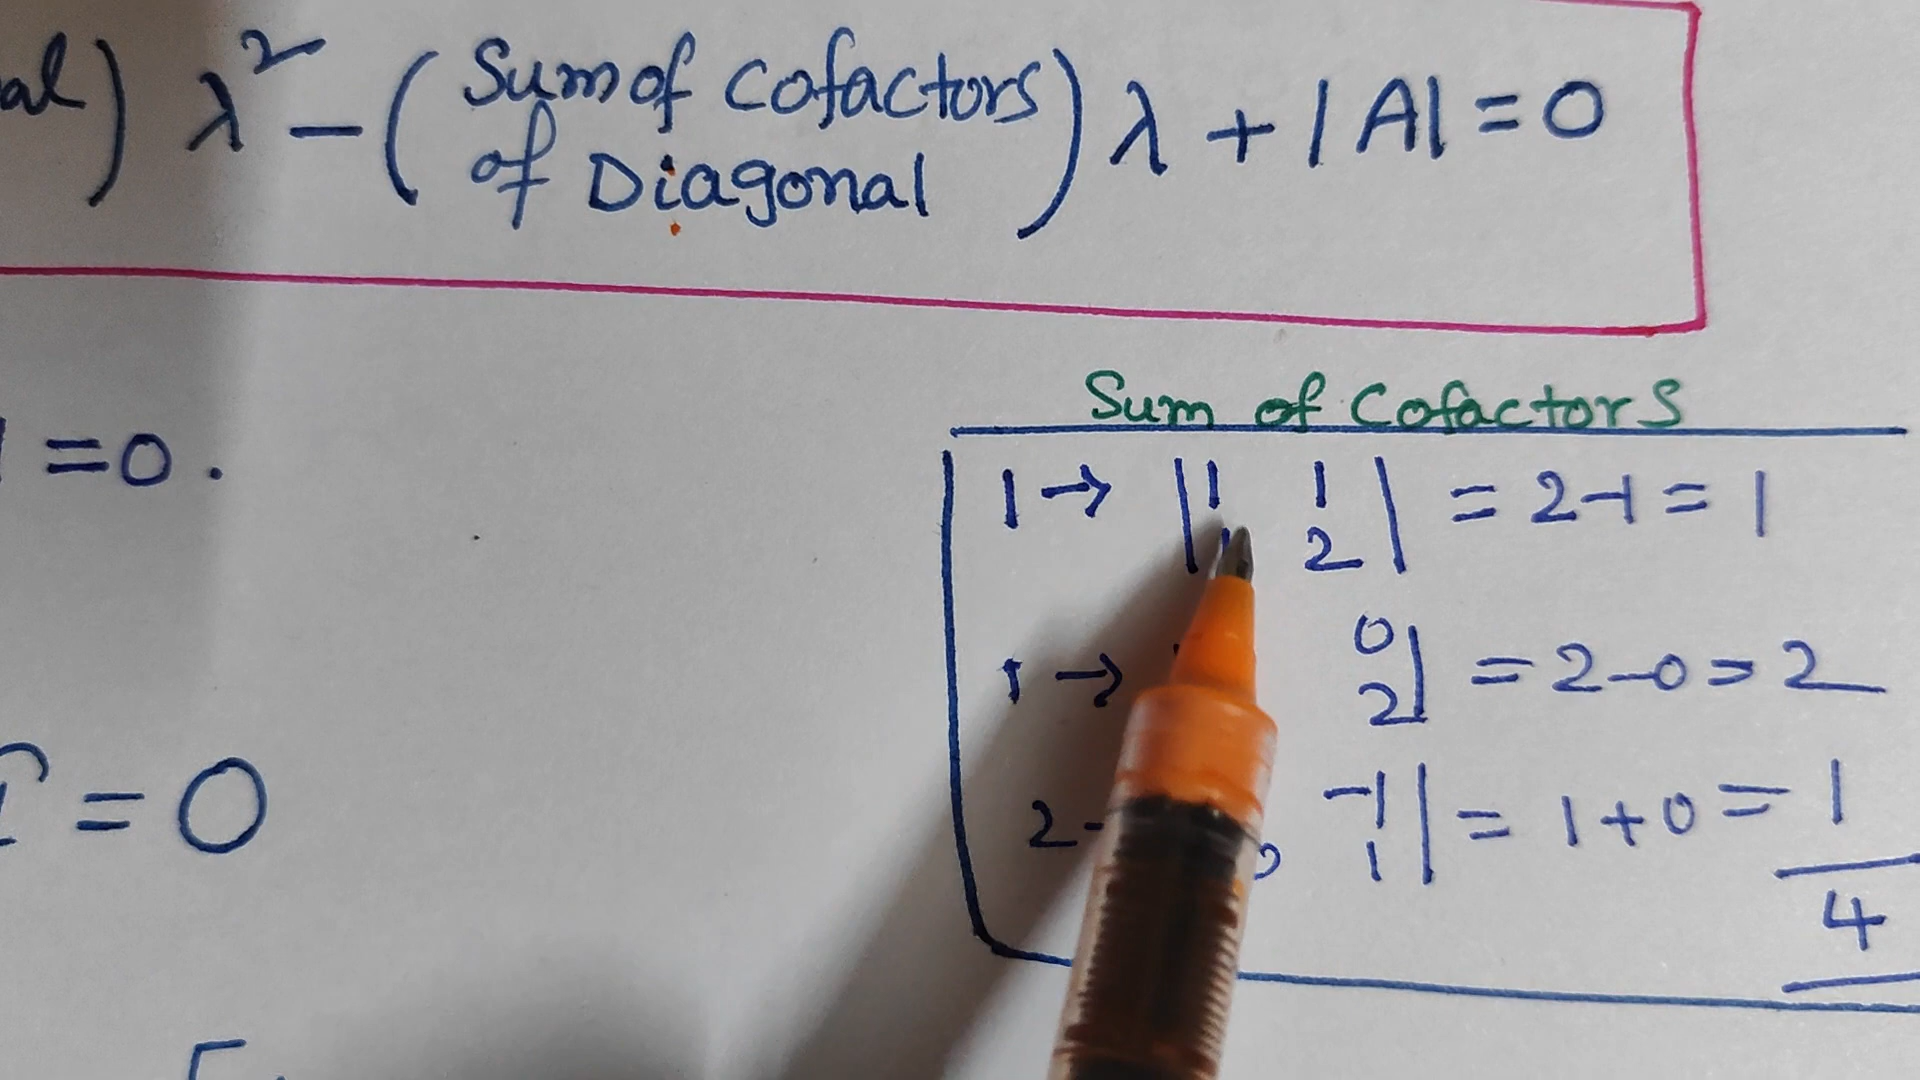 al) λ² - (Sum of Cofactors of Diagonal) λ + |A| = 0
Sum of Cofactors
= 0 .
1 → |1 1| = 2-1 = 1
2|
1 → 0| = 2-0 = 2
2|
= 0
2- -1| = 1+0 = 1
0 1|
4